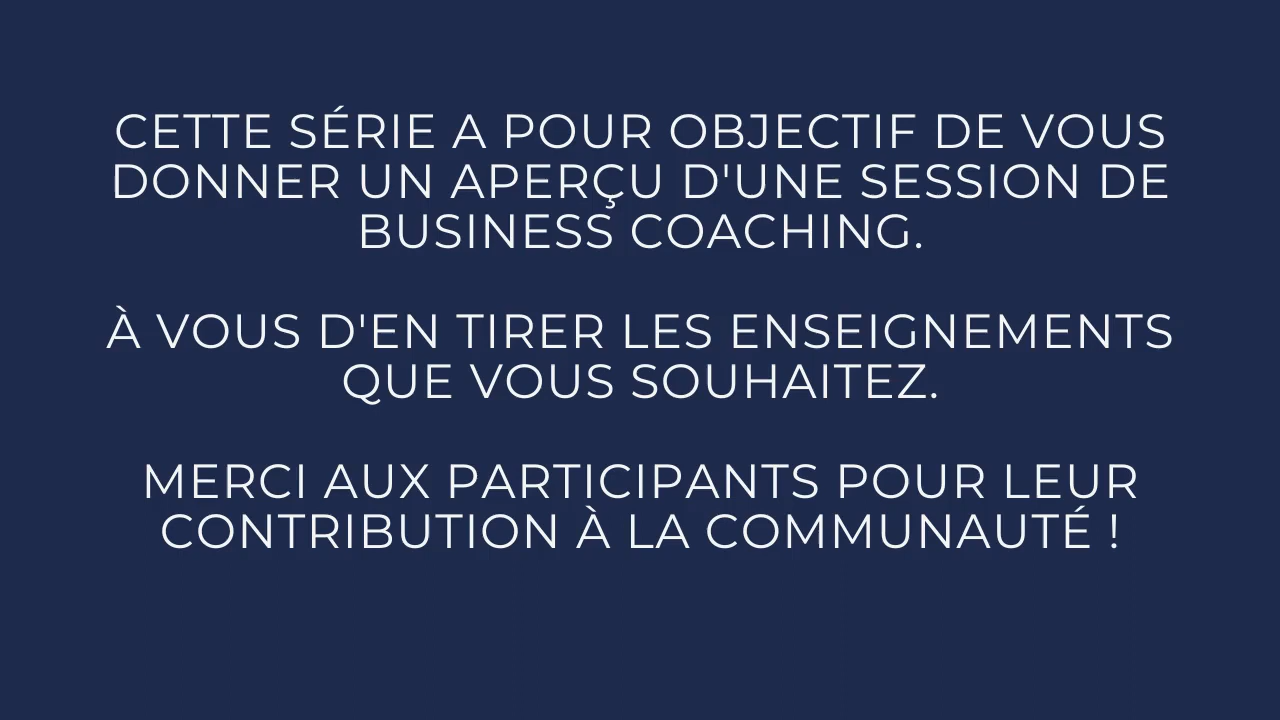 CETTE SÉRIE A POUR OBJECTIF DE VOUS
DONNER UN APERÇU D'UNE SESSION DE
BUSINESS COACHING.
À VOUS D'EN TIRER LES ENSEIGNEMENTS
QUE VOUS SOUHAITEZ.
MERCI AUX PARTICIPANTS POUR LEUR
CONTRIBUTION À LA COMMUNAUTÉ !